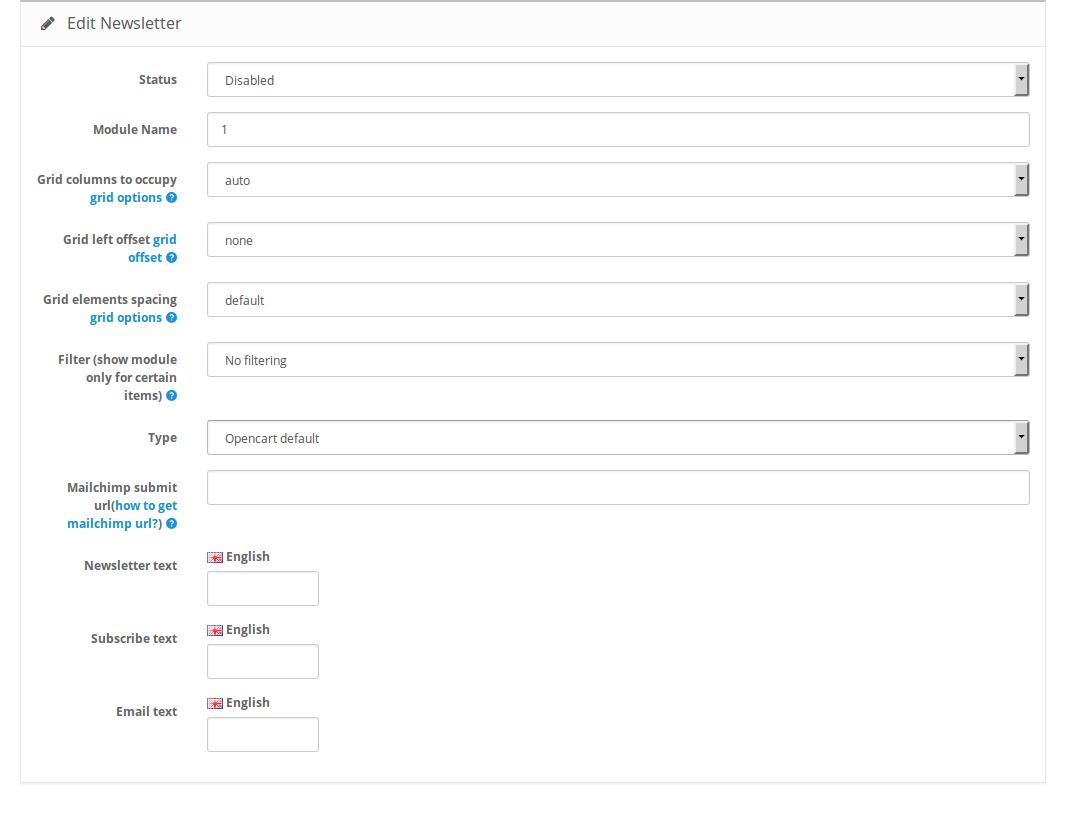 Edit Newsletter
Status
Disabled
Module Name
1
Grid columns to occupy
grid options ?
auto
Grid left offset grid
offset ?
none
Grid elements spacing
grid options ?
default
Filter (show module
only for certain
items) ?
No filtering
Type
Opencart default
Mailchimp submit
url(how to get
mailchimp url?) ?
Newsletter text
English
Subscribe text
English
Email text
English